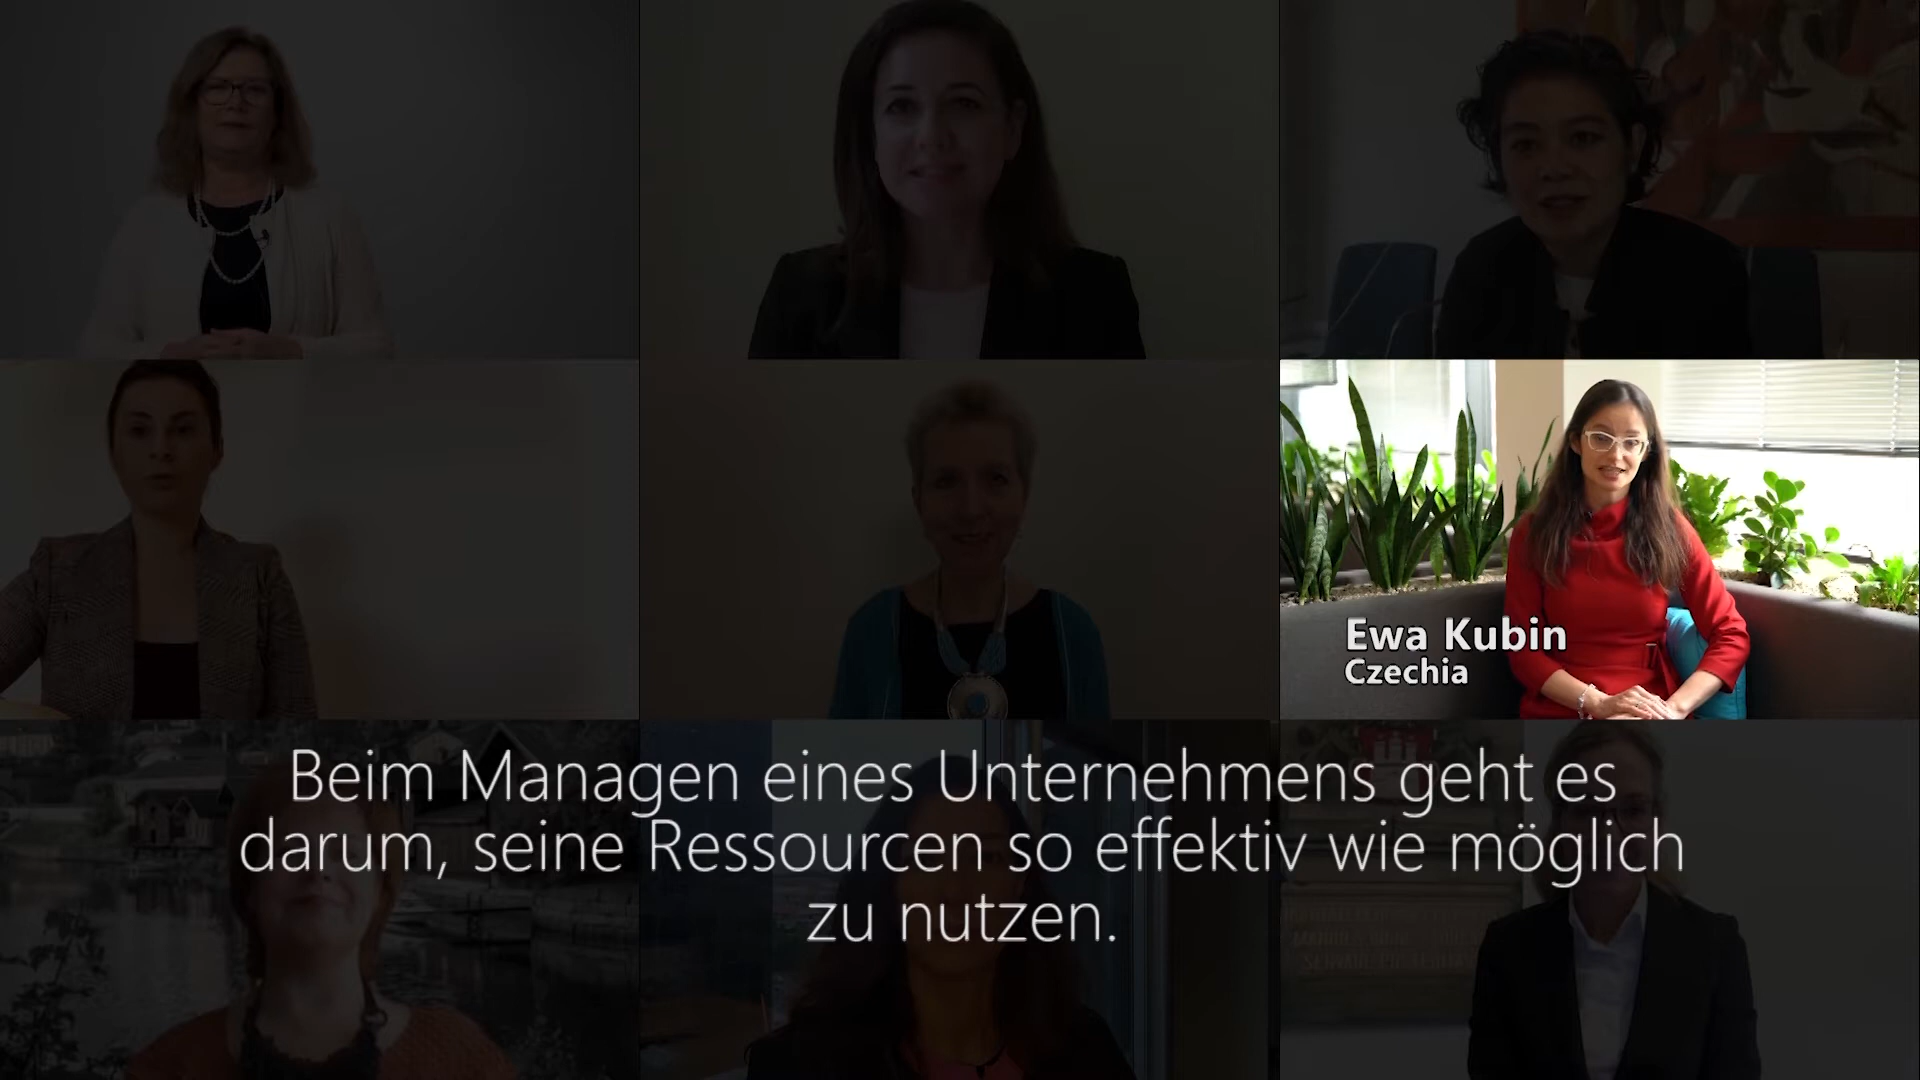 Ewa Kubin
Czechia
Beim Managen eines Unternehmens geht es
darum, seine Ressourcen so effektiv wie möglich
zu nutzen.